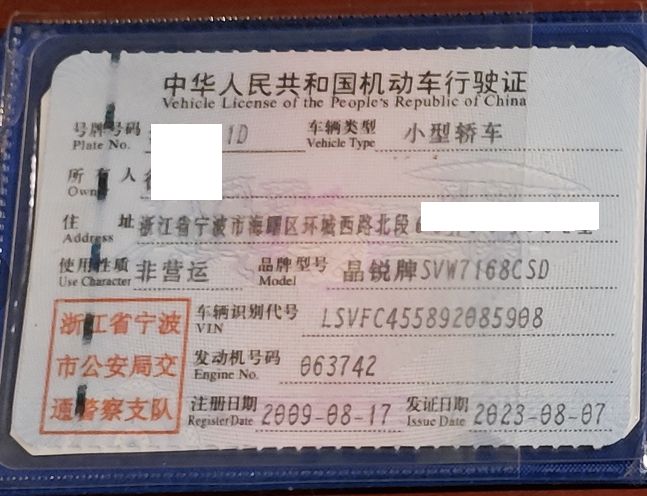 中华人民共和国机动车行驶证
Vehicle License of the People's Republic of China
号牌号码 1D 车辆类型 小型轿车
Plate No. Vehicle Type
所有人
Owner
住址 浙江省宁波市海曙区环城西路北段
Address
使用性质 非营运 品牌型号 晶锐牌SVW7168CSD
Use Character Model
浙江省宁波
市公安局交
通警察支队
车辆识别代号 LSVFC455892085908
VIN
发动机号码 063742
Engine No.
注册日期 2009-08-17 发证日期 2023-08-07
Register Date Issue Date